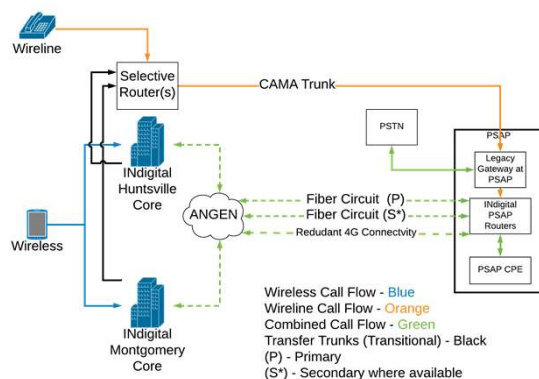 Wireline
Selective
Router(s)
CAMA Trunk
PSTN
PSAP
Legacy
Gateway at
PSAP
INdigital
Huntsville
Core
ANGEN
Fiber Circuit (P)
Fiber Circuit (S*)
Redudant 4G Connectvity
INdigital
PSAP
Routers
PSAP CPE
Wireless
INdigital
Montgomery
Core
Wireless Call Flow - Blue
Wireline Call Flow - Orange
Combined Call Flow - Green
Transfer Trunks (Transitional) - Black
(P) - Primary
(S*) - Secondary where available